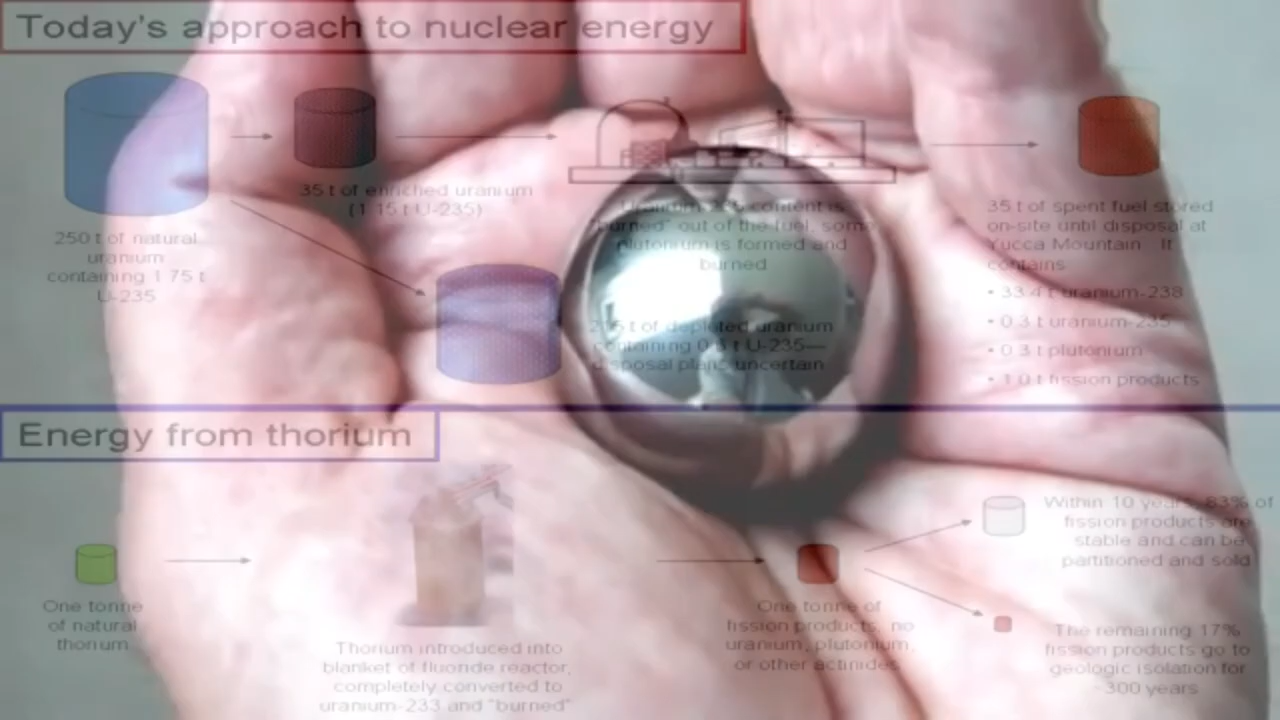 Today's approach to nuclear energy
35 t of enriched uranium
(1 15 t U-235)
250 t of natural
uranium
containing 1 75 t
U-235
content is
"burned" out of the fuel, some
plutonium is formed and
burned
35 t of spent fuel stored
on-site until disposal at
Yucca Mountain It
contains
• 33 4 t uranium-238
• 0 3 t uranium-235
• 0 3 t plutonium
• 1 0 t fission products
t of depleted uranium
containing t U-235—
disposal plans uncertain
Energy from thorium
One tonne
of natural
thorium
Thorium introduced into
blanket of fluoride reactor,
completely converted to
uranium-233 and "burned"
One tonne of
fission products, no
uranium, plutonium,
or other actinides
Within 10 years, 83% of
fission products are
stable and can be
partitioned and sold
The remaining 17%
fission products go to
geologic isolation for
~300 years